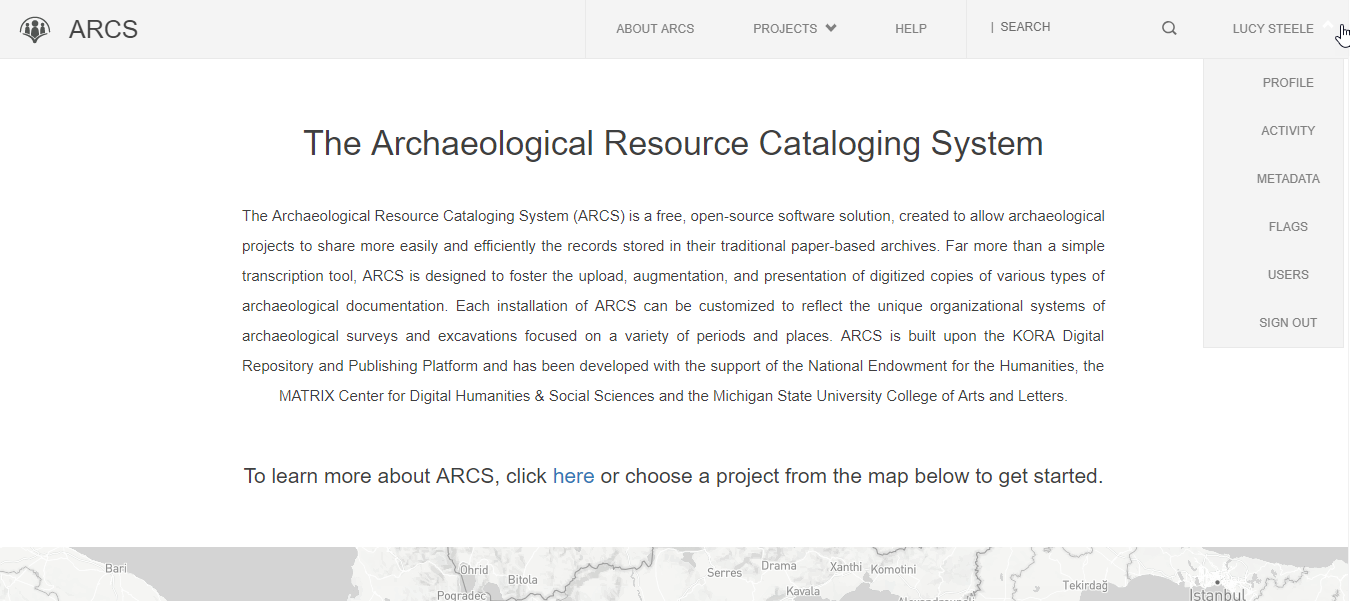 ARCS
ABOUT ARCS
PROJECTS
HELP
| SEARCH
LUCY STEELE
PROFILE
ACTIVITY
METADATA
FLAGS
USERS
SIGN OUT
The Archaeological Resource Cataloging System
The Archaeological Resource Cataloging System (ARCS) is a free, open-source software solution, created to allow archaeological
projects to share more easily and efficiently the records stored in their traditional paper-based archives. Far more than a simple
transcription tool, ARCS is designed to foster the upload, augmentation, and presentation of digitized copies of various types of
archaeological documentation. Each installation of ARCS can be customized to reflect the unique organizational systems of
archaeological surveys and excavations focused on a variety of periods and places. ARCS is built upon the KORA Digital
Repository and Publishing Platform and has been developed with the support of the National Endowment for the Humanities, the
MATRIX Center for Digital Humanities & Social Sciences and the Michigan State University College of Arts and Letters.
To learn more about ARCS, click here or choose a project from the map below to get started.
Bari
Ohrid
Bitola
Pogradec
Serres
Drama
Xanthi
Komotini
Kavala
Tekirdağ
Istanbul